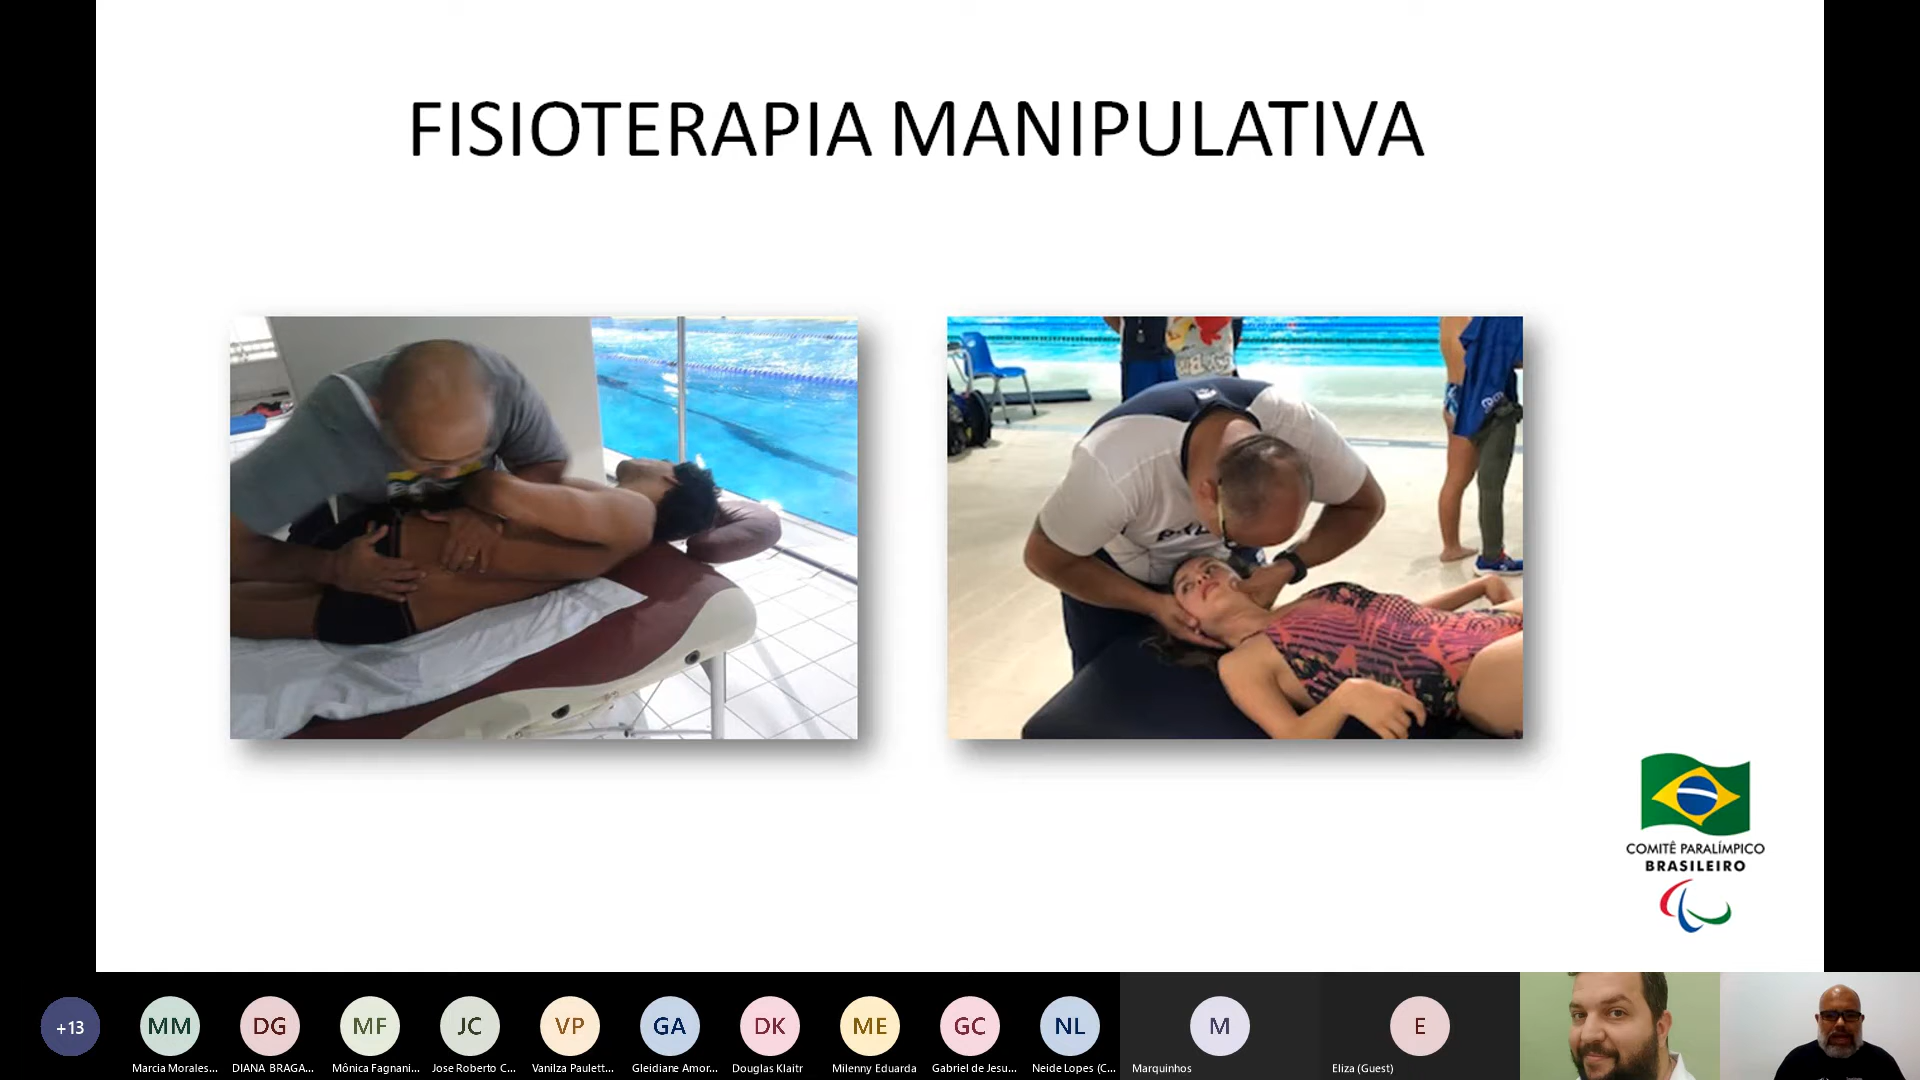 FISIOTERAPIA MANIPULATIVA
COMITÊ PARALÍMPICO
BRASILEIRO
+13
MM
DG
MF
JC
VP
GA
DK
ME
GC
NL
M
E
Marcia Morales...
DIANA BRAGA...
Mônica Fagnani...
Jose Roberto C...
Vanilza Paulett...
Gleidiane Amor...
Douglas Klaitr
Milenny Eduarda
Gabriel de Jesu...
Neide Lopes (C...
Marquinhos
Eliza (Guest)